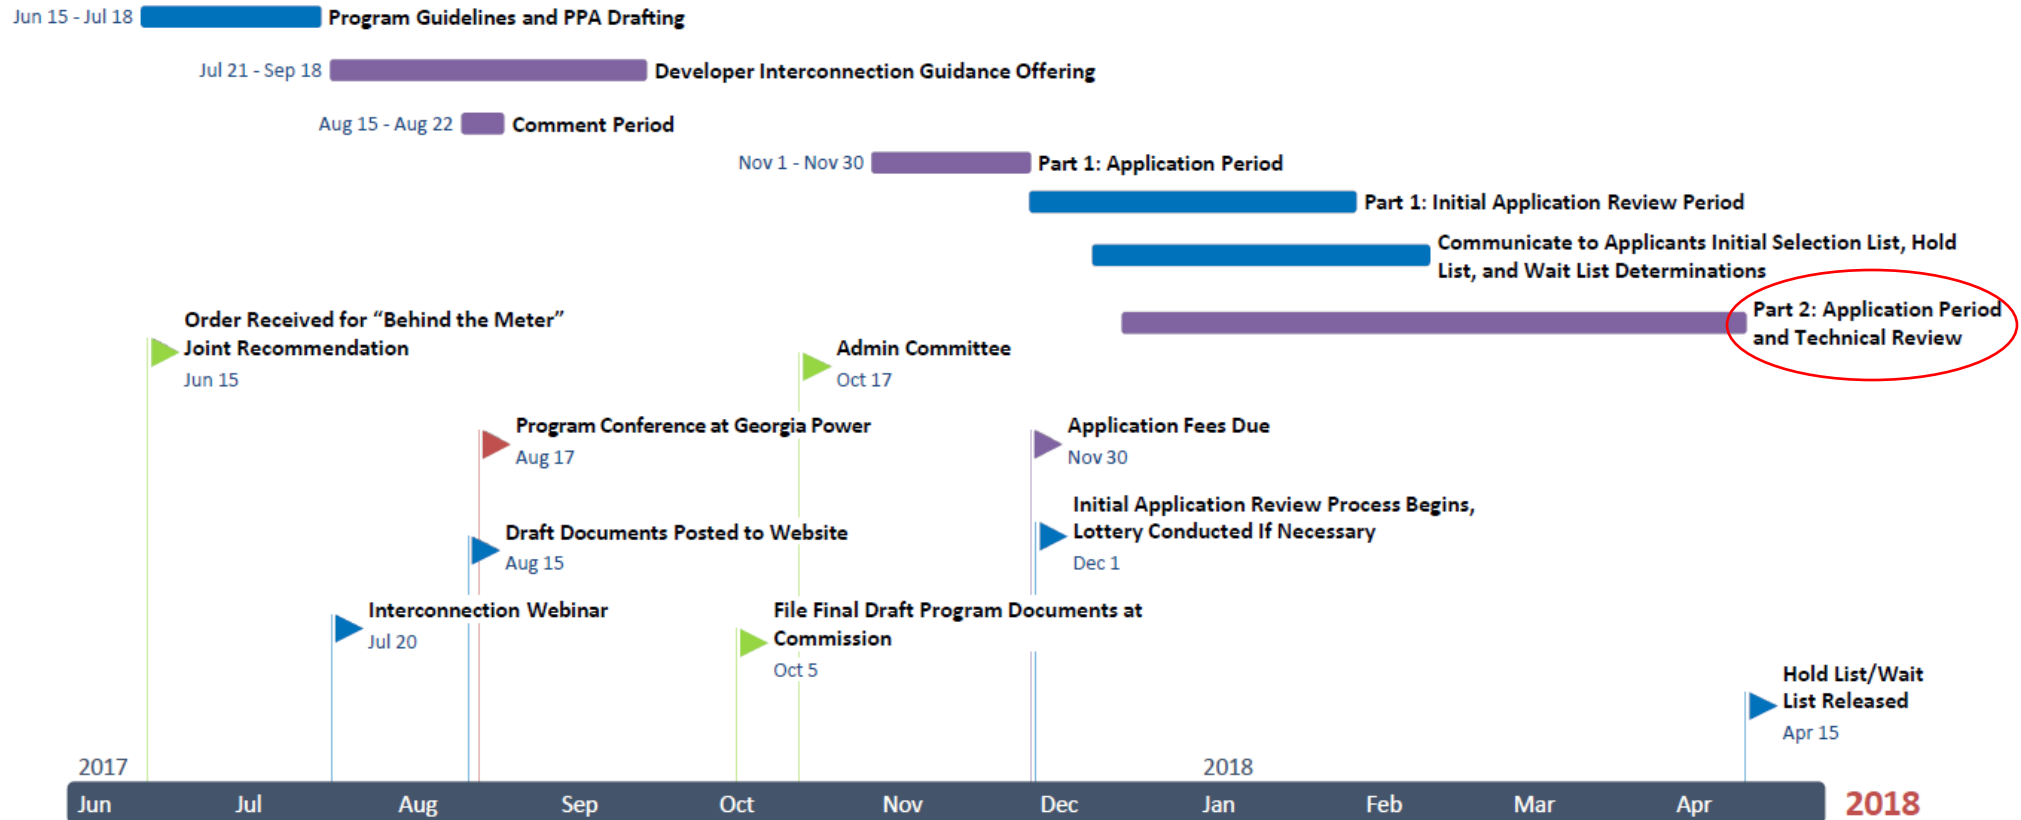 Jun 15 - Jul 18 Program Guidelines and PPA Drafting
Jul 21 - Sep 18 Developer Interconnection Guidance Offering
Aug 15 - Aug 22 Comment Period
Nov 1 - Nov 30 Part 1: Application Period
Part 1: Initial Application Review Period
Communicate to Applicants Initial Selection List, Hold
List, and Wait List Determinations
Part 2: Application Period
and Technical Review
Order Received for “Behind the Meter”
Joint Recommendation
Jun 15
Admin Committee
Oct 17
Program Conference at Georgia Power
Aug 17
Application Fees Due
Nov 30
Draft Documents Posted to Website
Aug 15
Initial Application Review Process Begins,
Lottery Conducted If Necessary
Dec 1
Interconnection Webinar
Jul 20
File Final Draft Program Documents at
Commission
Oct 5
Hold List/Wait
List Released
Apr 15
2017 2018
Jun Jul Aug Sep Oct Nov Dec Jan Feb Mar Apr 2018